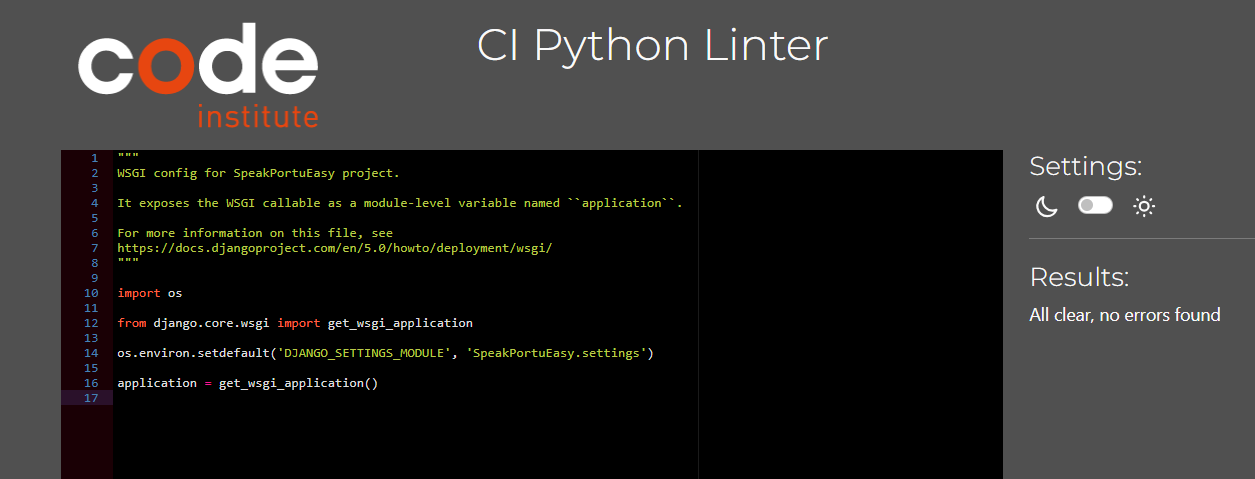 code
institute
CI Python Linter
1 """
2 WSGI config for SpeakPortuEasy project.
3
4 It exposes the WSGI callable as a module-level variable named ``application``.
5
6 For more information on this file, see
7 https://docs.djangoproject.com/en/5.0/howto/deployment/wsgi/
8 """
9
10 import os
11
12 from django.core.wsgi import get_wsgi_application
13
14 os.environ.setdefault('DJANGO_SETTINGS_MODULE', 'SpeakPortuEasy.settings')
15
16 application = get_wsgi_application()
17
Settings:
Results:
All clear, no errors found